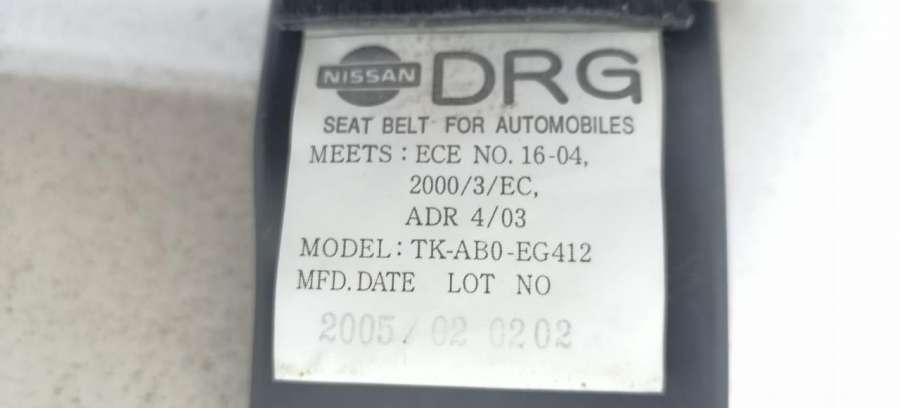 NISSAN DRG
SEAT BELT FOR AUTOMOBILES
MEETS : ECE NO. 16-04,
2000/3/EC,
ADR 4/03
MODEL: TK-AB0-EG412
MFD.DATE LOT NO
2005/02 0202